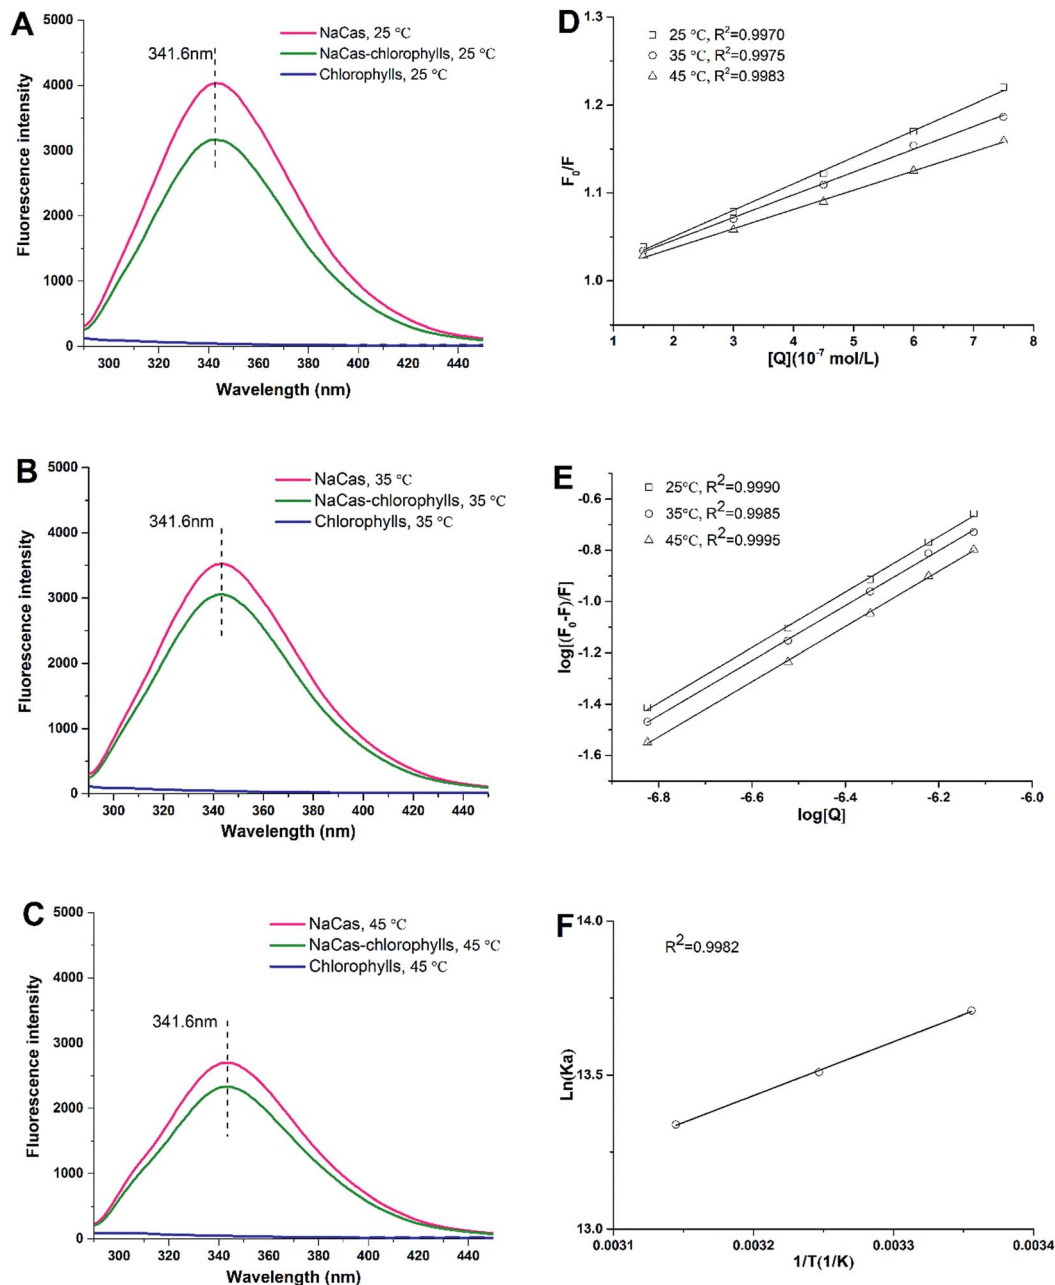 A
5000
4000
3000
2000
1000
0
Fluorescence intensity
341.6nm
NaCas, 25 °C
NaCas-chlorophylls, 25 °C
Chlorophylls, 25 °C
300 320 340 360 380 400 420 440
Wavelength (nm)
D
1.3
1.2
1.1
1.0
F0/F
25 °C, R2=0.9970
35 °C, R2=0.9975
45 °C, R2=0.9983
1 2 3 4 5 6 7 8
[Q](10-7 mol/L)
B
5000
4000
3000
2000
1000
0
Fluorescence intensity
341.6nm
NaCas, 35 °C
NaCas-chlorophylls, 35 °C
Chlorophylls, 35 °C
300 320 340 360 380 400 420 440
Wavelength (nm)
E
-0.6
-0.8
-1.0
-1.2
-1.4
-1.6
log[(F0-F)/F]
25°C, R2=0.9990
35°C, R2=0.9985
45°C, R2=0.9995
-6.8 -6.6 -6.4 -6.2 -6.0
log[Q]
C
5000
4000
3000
2000
1000
0
Fluorescence intensity
341.6nm
NaCas, 45 °C
NaCas-chlorophylls, 45 °C
Chlorophylls, 45 °C
300 320 340 360 380 400 420 440
Wavelength (nm)
F
14.0
13.5
13.0
Ln(Ka)
R2=0.9982
0.0031 0.0032 0.0033 0.0034
1/T(1/K)